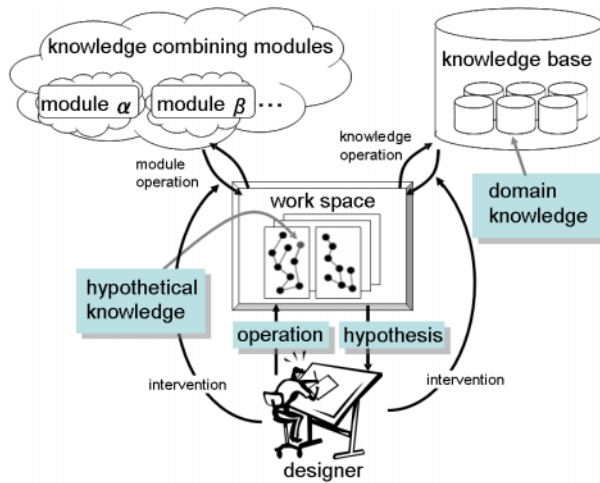 knowledge combining modules
module α
module β
...
knowledge base
module
operation
knowledge
operation
work space
domain
knowledge
hypothetical
knowledge
operation
hypothesis
intervention
intervention
designer